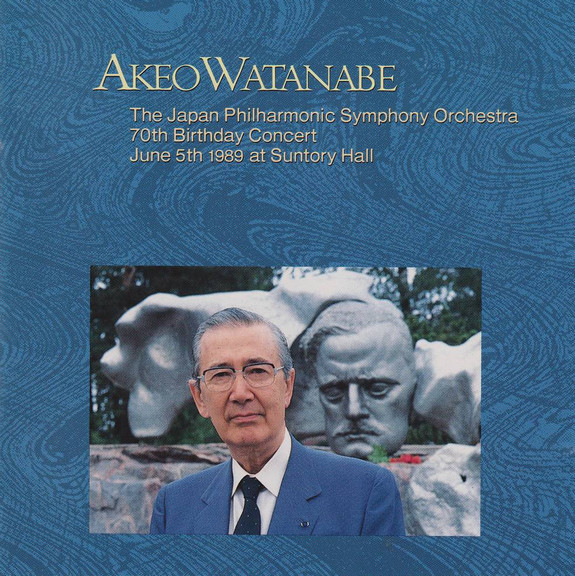 AKEO WATANABE
The Japan Philharmonic Symphony Orchestra
70th Birthday Concert
June 5th 1989 at Suntory Hall